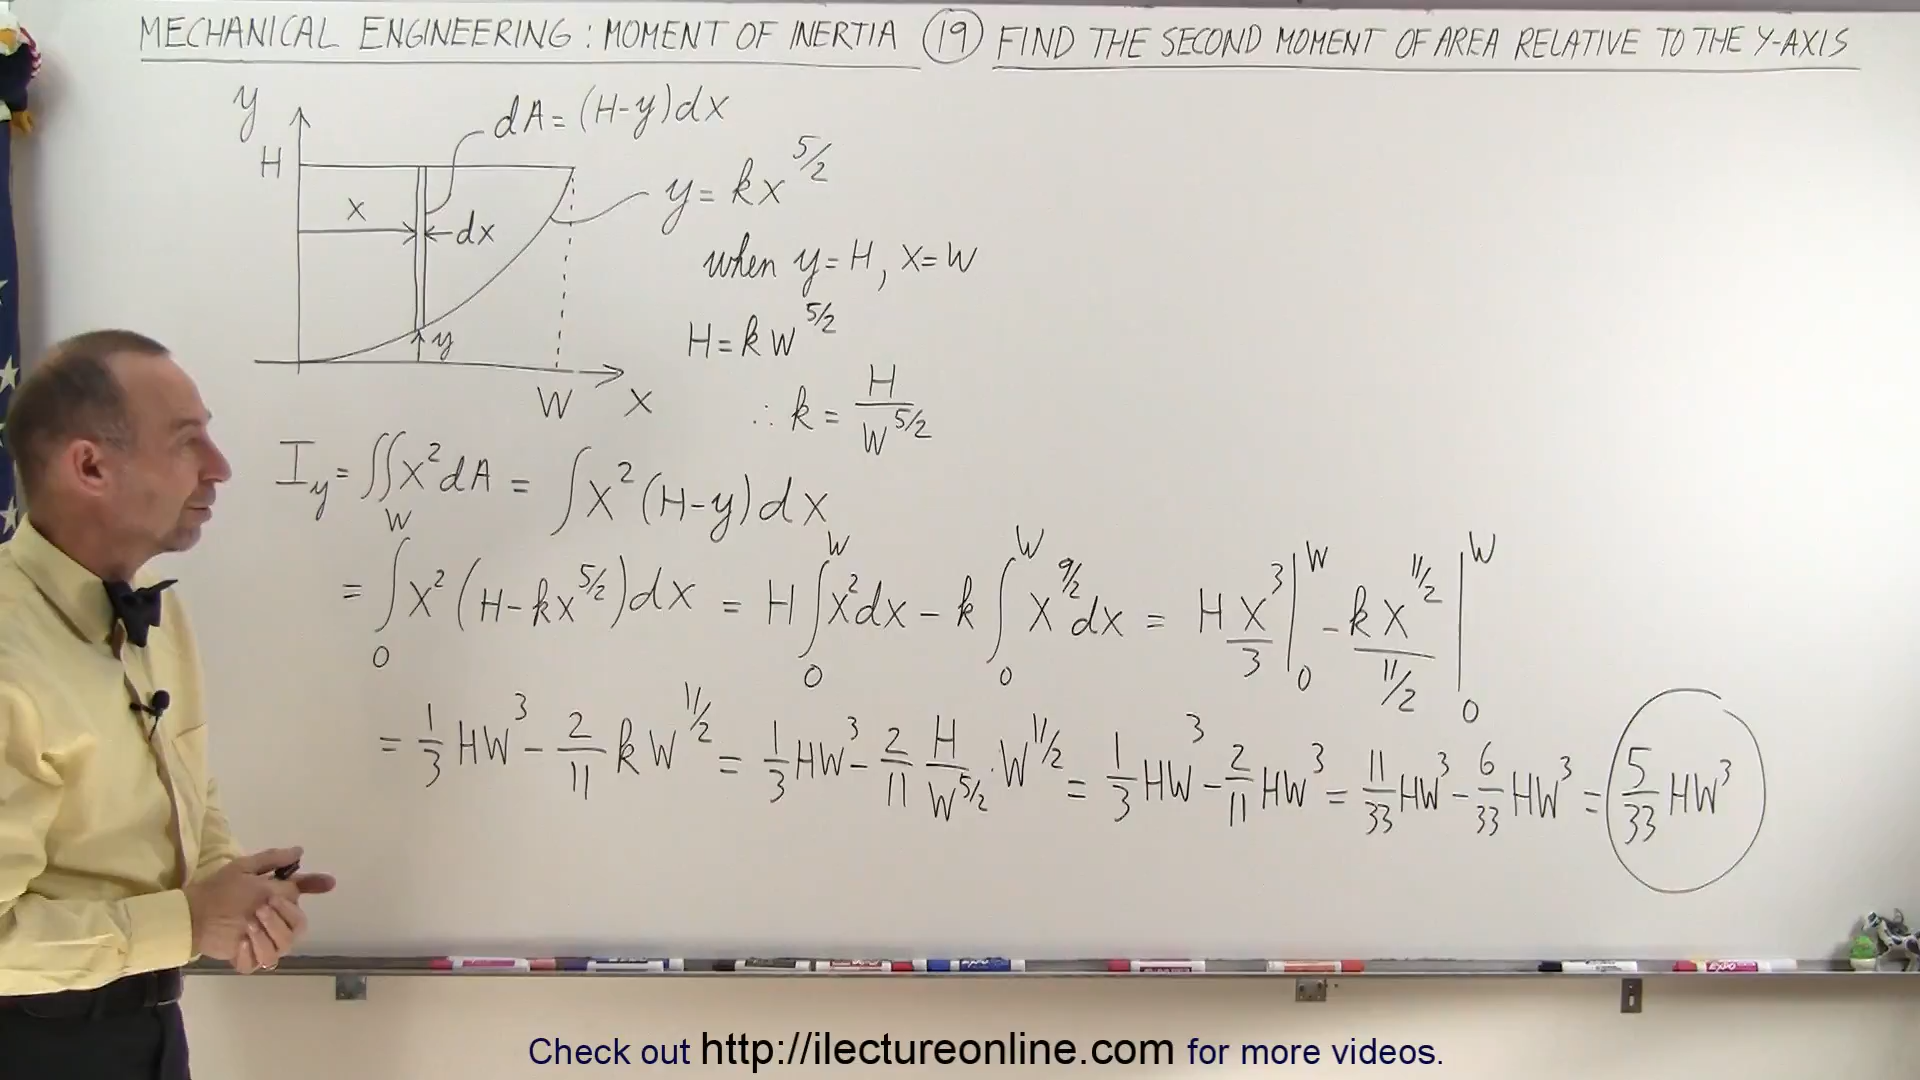 MECHANICAL ENGINEERING: MOMENT OF INERTIA (19) FIND THE SECOND MOMENT OF AREA RELATIVE TO THE Y-AXIS
y
dA = (H-y)dx
H
y = kx^{5/2}
x
dx
when y=H, x=W
y
H = kW^{5/2}
W x
∴ k = H/W^{5/2}
I_y = ∬x²dA = ∫x²(H-y)dx
= ∫_0^W x²(H-kx^{5/2})dx = H∫_0^W x²dx - k∫_0^W x^{9/2}dx = H x³/3 |_0^W - kx^{11/2}/(11/2) |_0^W
= 1/3 HW³ - 2/11 kW^{11/2} = 1/3 HW³ - 2/11 H/W^{5/2} · W^{11/2} = 1/3 HW³ - 2/11 HW³ = 11/33 HW³ - 6/33 HW³ = 5/33 HW³
EXPO
Check out http://ilectureonline.com for more videos.